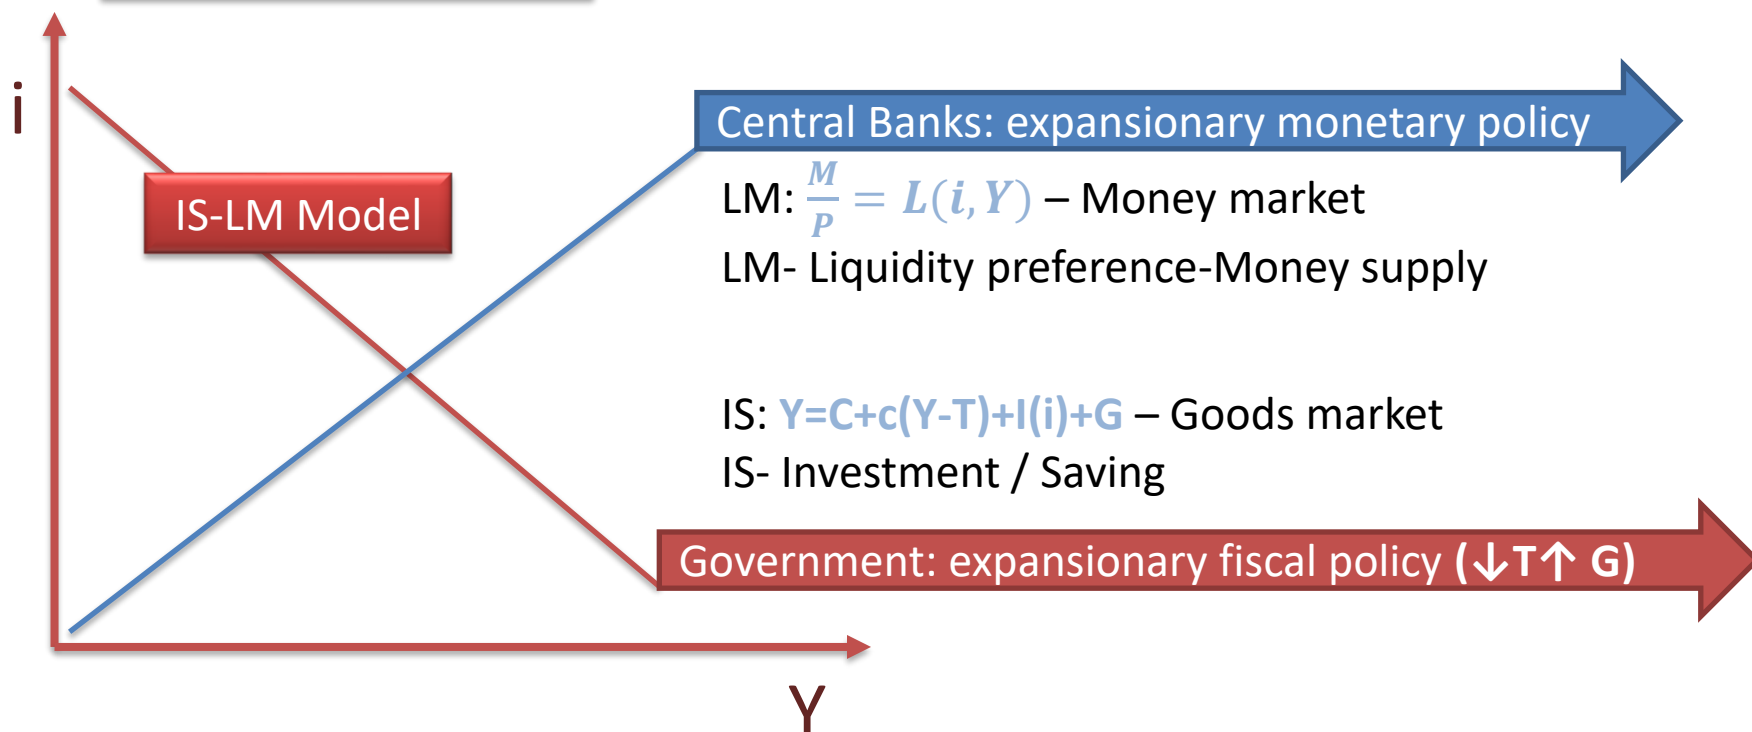 i
IS-LM Model
Central Banks: expansionary monetary policy
LM: M/P = L(i, Y) – Money market
LM- Liquidity preference-Money supply
IS: Y=C+c(Y-T)+I(i)+G – Goods market
IS- Investment / Saving
Government: expansionary fiscal policy (↓T↑ G)
Y